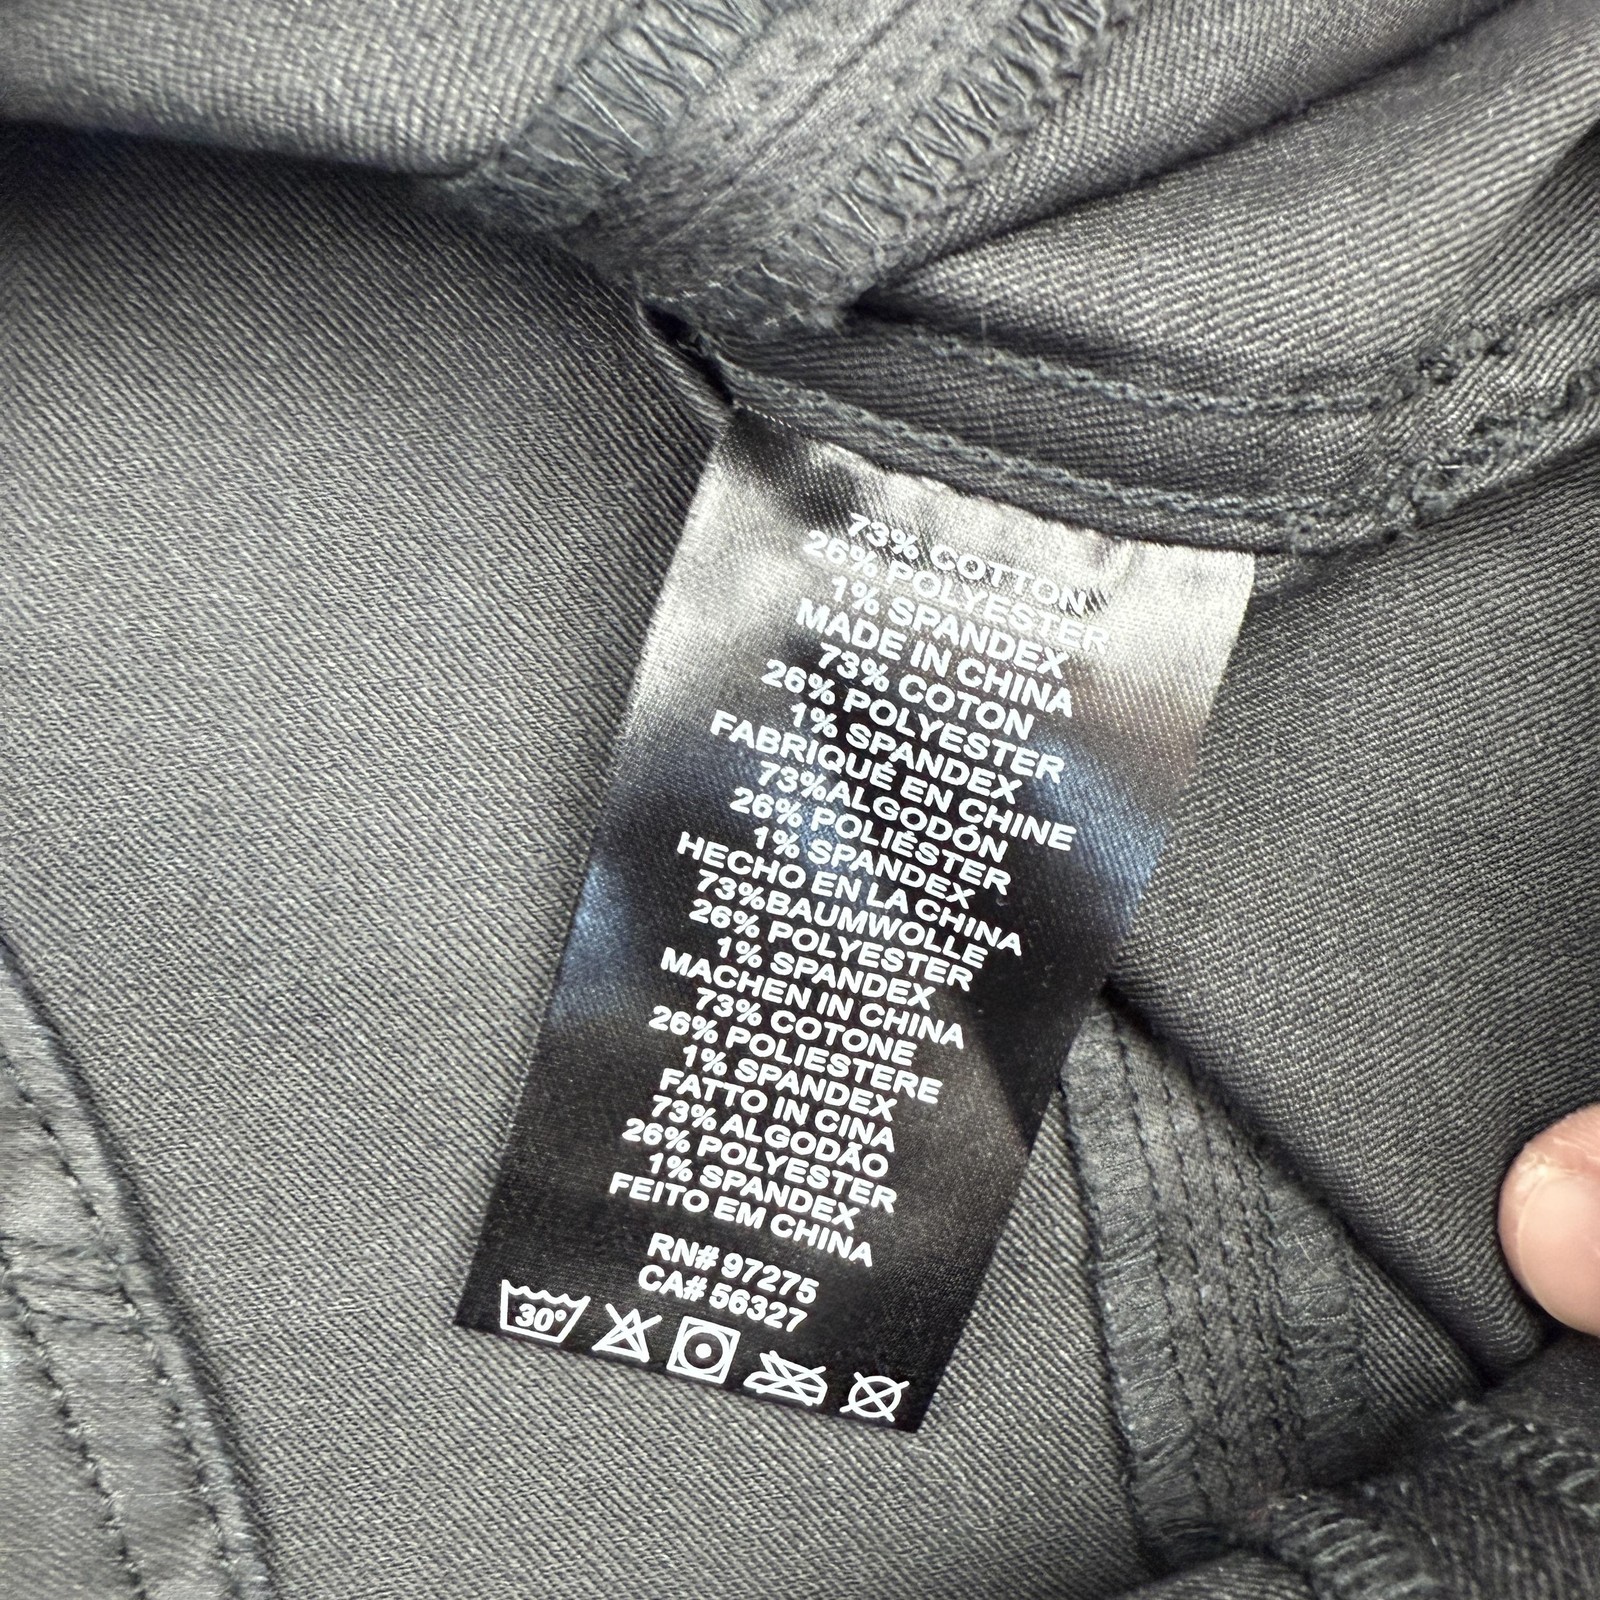 73% COTTON
26% POLYESTER
1% SPANDEX
MADE IN CHINA
73% COTON
26% POLYESTER
1% SPANDEX
FABRIQUÉ EN CHINE
73%ALGODÓN
26% POLIÉSTER
1% SPANDEX
HECHO EN LA CHINA
73%BAUMWOLLE
26% POLYESTER
1% SPANDEX
MACHEN IN CHINA
73% COTONE
26% POLIESTERE
1% SPANDEX
FATTO IN CINA
73% ALGODÃO
26% POLYESTER
1% SPANDEX
FEITO EM CHINA
RN# 97275
CA# 56327
30°